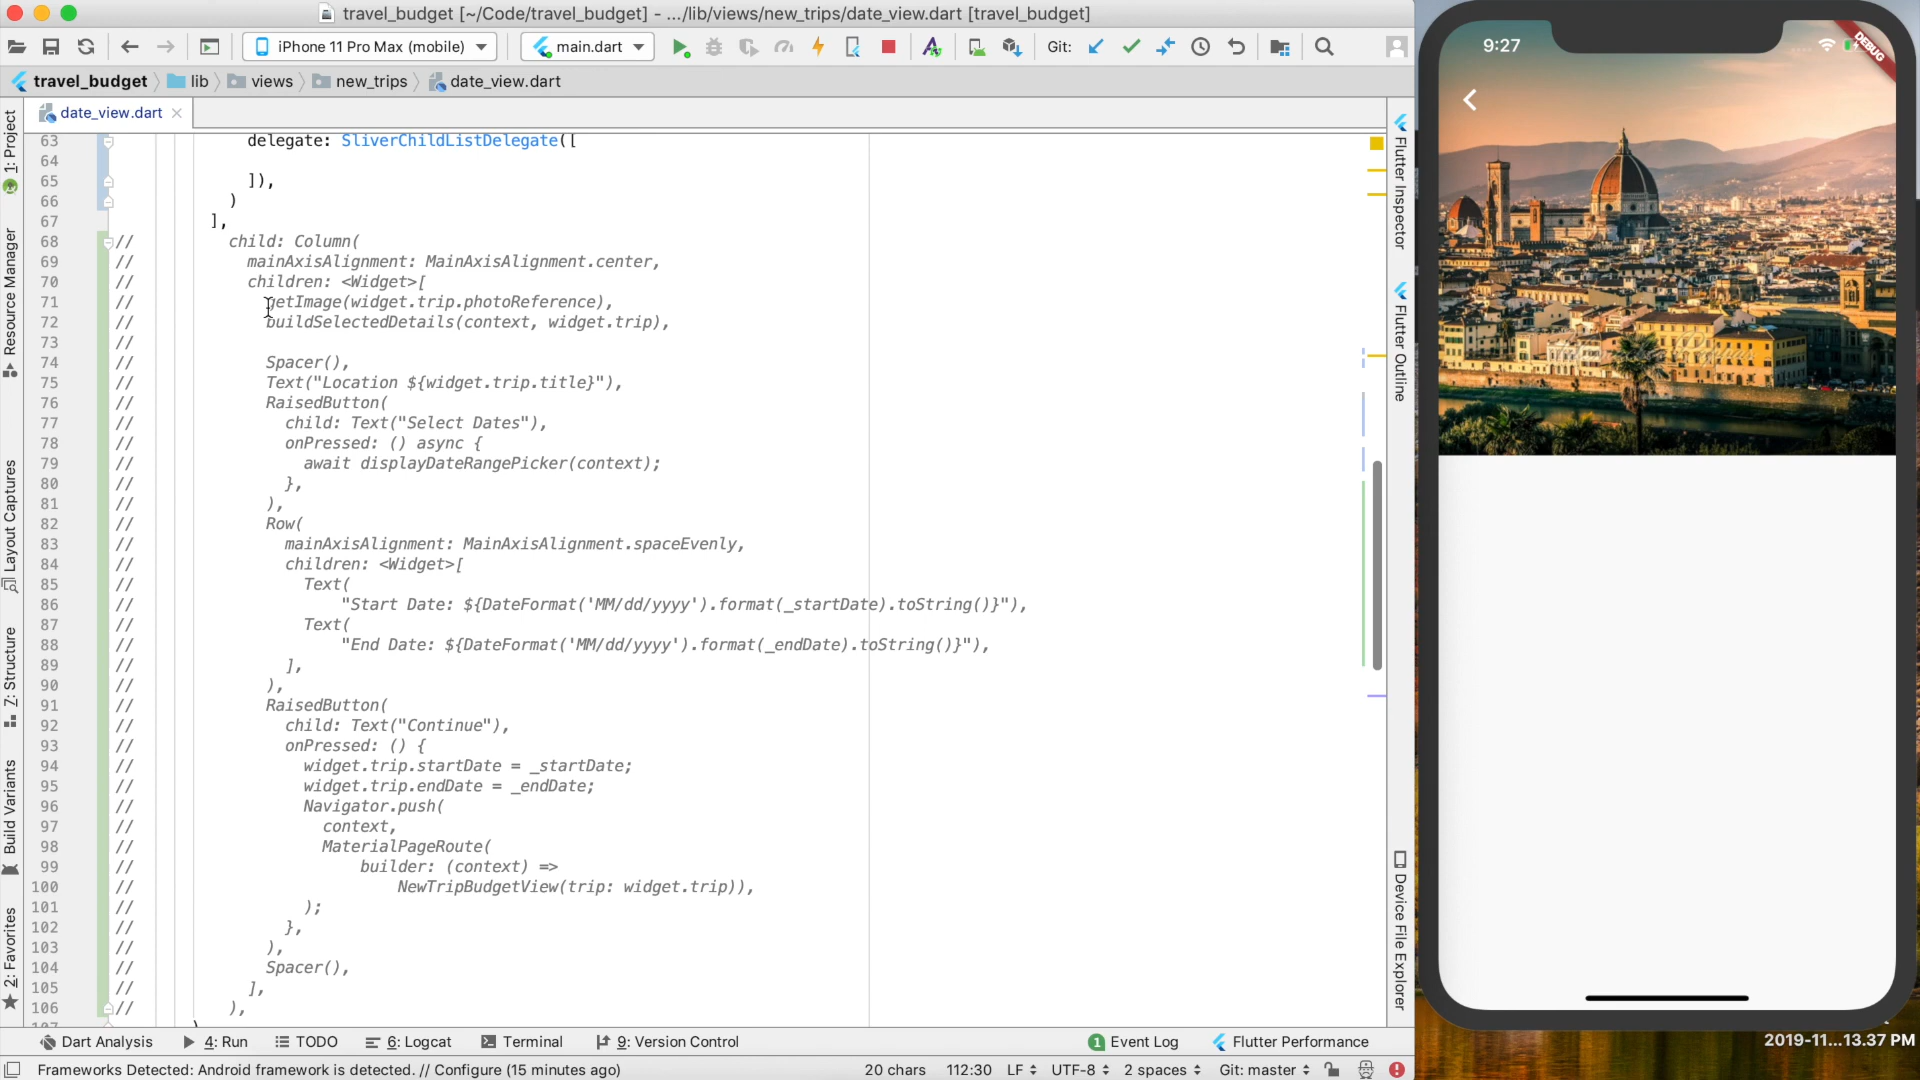 travel_budget [~/Code/travel_budget] - .../lib/views/new_trips/date_view.dart [travel_budget]
iPhone 11 Pro Max (mobile)
main.dart
Git:
travel_budget
lib
views
new_trips
date_view.dart
date_view.dart
1: Project
Resource Manager
Layout Captures
Z: Structure
Build Variants
2: Favorites
63 delegate: SliverChildListDelegate([
64
65 ]),
66 )
67 ],
68 // child: Column(
69 // mainAxisAlignment: MainAxisAlignment.center,
70 // children: <Widget>[
71 // getImage(widget.trip.photoReference),
72 // buildSelectedDetails(context, widget.trip),
73 //
74 // Spacer(),
75 // Text("Location ${widget.trip.title}"),
76 // RaisedButton(
77 // child: Text("Select Dates"),
78 // onPressed: () async {
79 // await displayDateRangePicker(context);
80 // },
81 // ),
82 // Row(
83 // mainAxisAlignment: MainAxisAlignment.spaceEvenly,
84 // children: <Widget>[
85 // Text(
86 // "Start Date: ${DateFormat('MM/dd/yyyy').format(_startDate).toString()}"),
87 // Text(
88 // "End Date: ${DateFormat('MM/dd/yyyy').format(_endDate).toString()}"),
89 // ],
90 // ),
91 // RaisedButton(
92 // child: Text("Continue"),
93 // onPressed: () {
94 // widget.trip.startDate = _startDate;
95 // widget.trip.endDate = _endDate;
96 // Navigator.push(
97 // context,
98 // MaterialPageRoute(
99 // builder: (context) =>
100 // NewTripBudgetView(trip: widget.trip)),
101 // );
102 // },
103 // ),
104 // Spacer(),
105 // ],
106 // ),
Flutter Inspector
Flutter Outline
Device File Explorer
Dart Analysis
4: Run
TODO
6: Logcat
Terminal
9: Version Control
1 Event Log
Flutter Performance
Frameworks Detected: Android framework is detected. // Configure (15 minutes ago)
20 chars
112:30
LF
UTF-8
2 spaces
Git: master
9:27
DEBUG
2019-11...13.37 PM